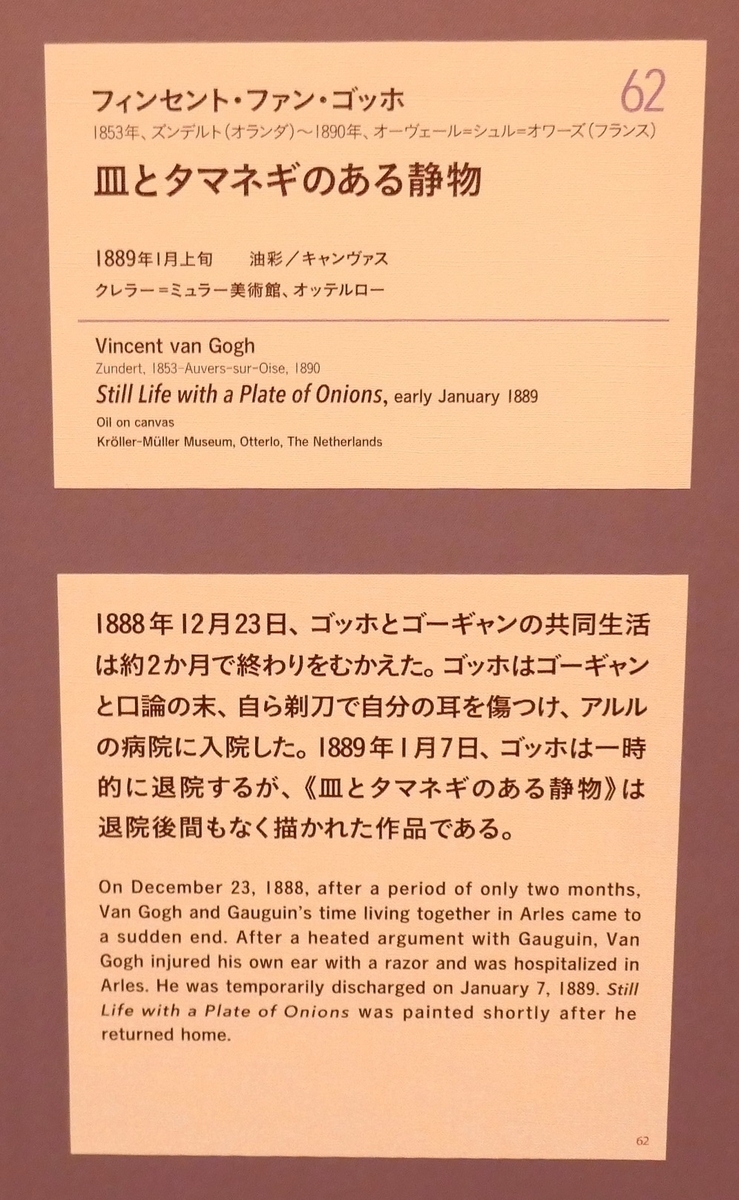 62
フィンセント・ファン・ゴッホ
1853年、ズンデルト(オランダ)～1890年、オーヴェール=シュル=オワーズ(フランス)
皿とタマネギのある静物
1889年1月上旬 油彩／キャンヴァス
クレラー=ミュラー美術館、オッテルロー
Vincent van Gogh
Zundert, 1853-Auvers-sur-Oise, 1890
Still Life with a Plate of Onions, early January 1889
Oil on canvas
Kröller-Müller Museum, Otterlo, The Netherlands
1888年12月23日、ゴッホとゴーギャンの共同生活
は約2か月で終わりをむかえた。ゴッホはゴーギャン
と口論の末、自ら剃刀で自分の耳を傷つけ、アルル
の病院に入院した。1889年1月7日、ゴッホは一時
的に退院するが、《皿とタマネギのある静物》は
退院後間もなく描かれた作品である。
On December 23, 1888, after a period of only two months,
Van Gogh and Gauguin's time living together in Arles came to
a sudden end. After a heated argument with Gauguin, Van
Gogh injured his own ear with a razor and was hospitalized in
Arles. He was temporarily discharged on January 7, 1889. Still
Life with a Plate of Onions was painted shortly after he
returned home.
62